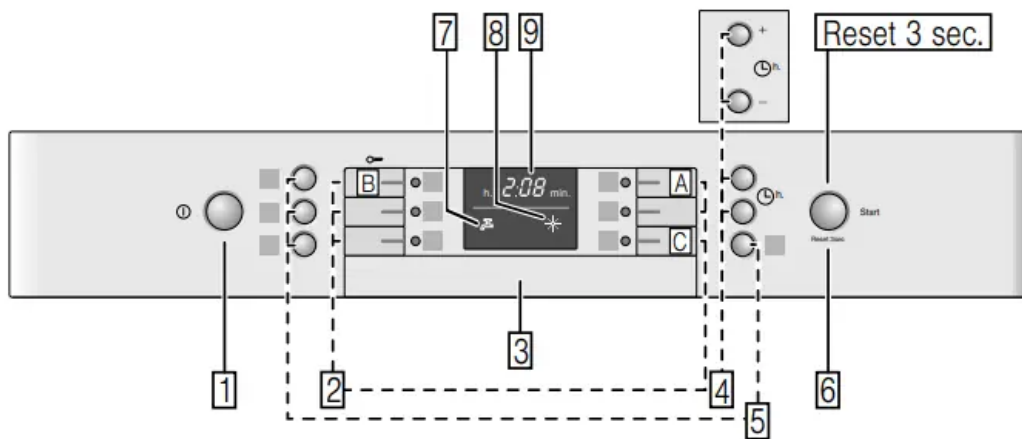 7 8 9 + Reset 3 sec.
h.
−
B h. 2:08 min. A
h.
Start
C Reset 3sec
3
1 2 4 6
5